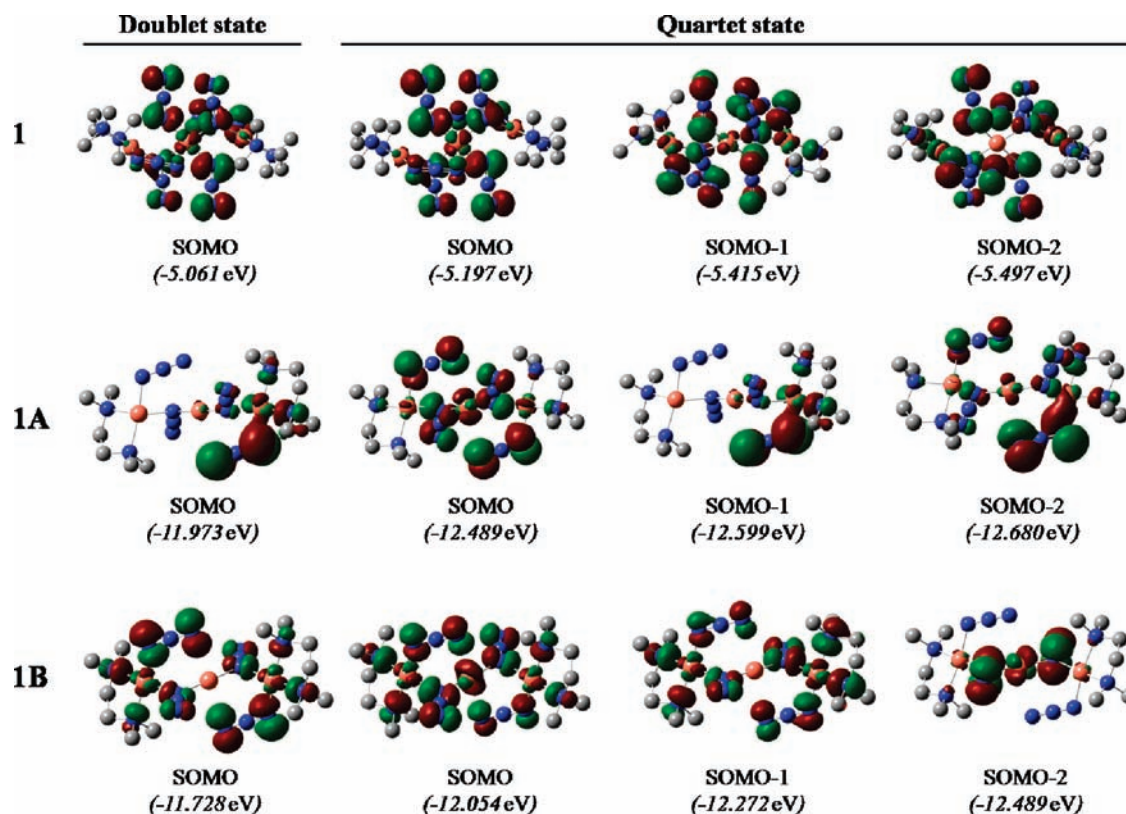 Doublet state Quartet state
1
SOMO SOMO SOMO-1 SOMO-2
(-5.061 eV) (-5.197 eV) (-5.415 eV) (-5.497 eV)
1A
SOMO SOMO SOMO-1 SOMO-2
(-11.973 eV) (-12.489 eV) (-12.599 eV) (-12.680 eV)
1B
SOMO SOMO SOMO-1 SOMO-2
(-11.728 eV) (-12.054 eV) (-12.272 eV) (-12.489 eV)